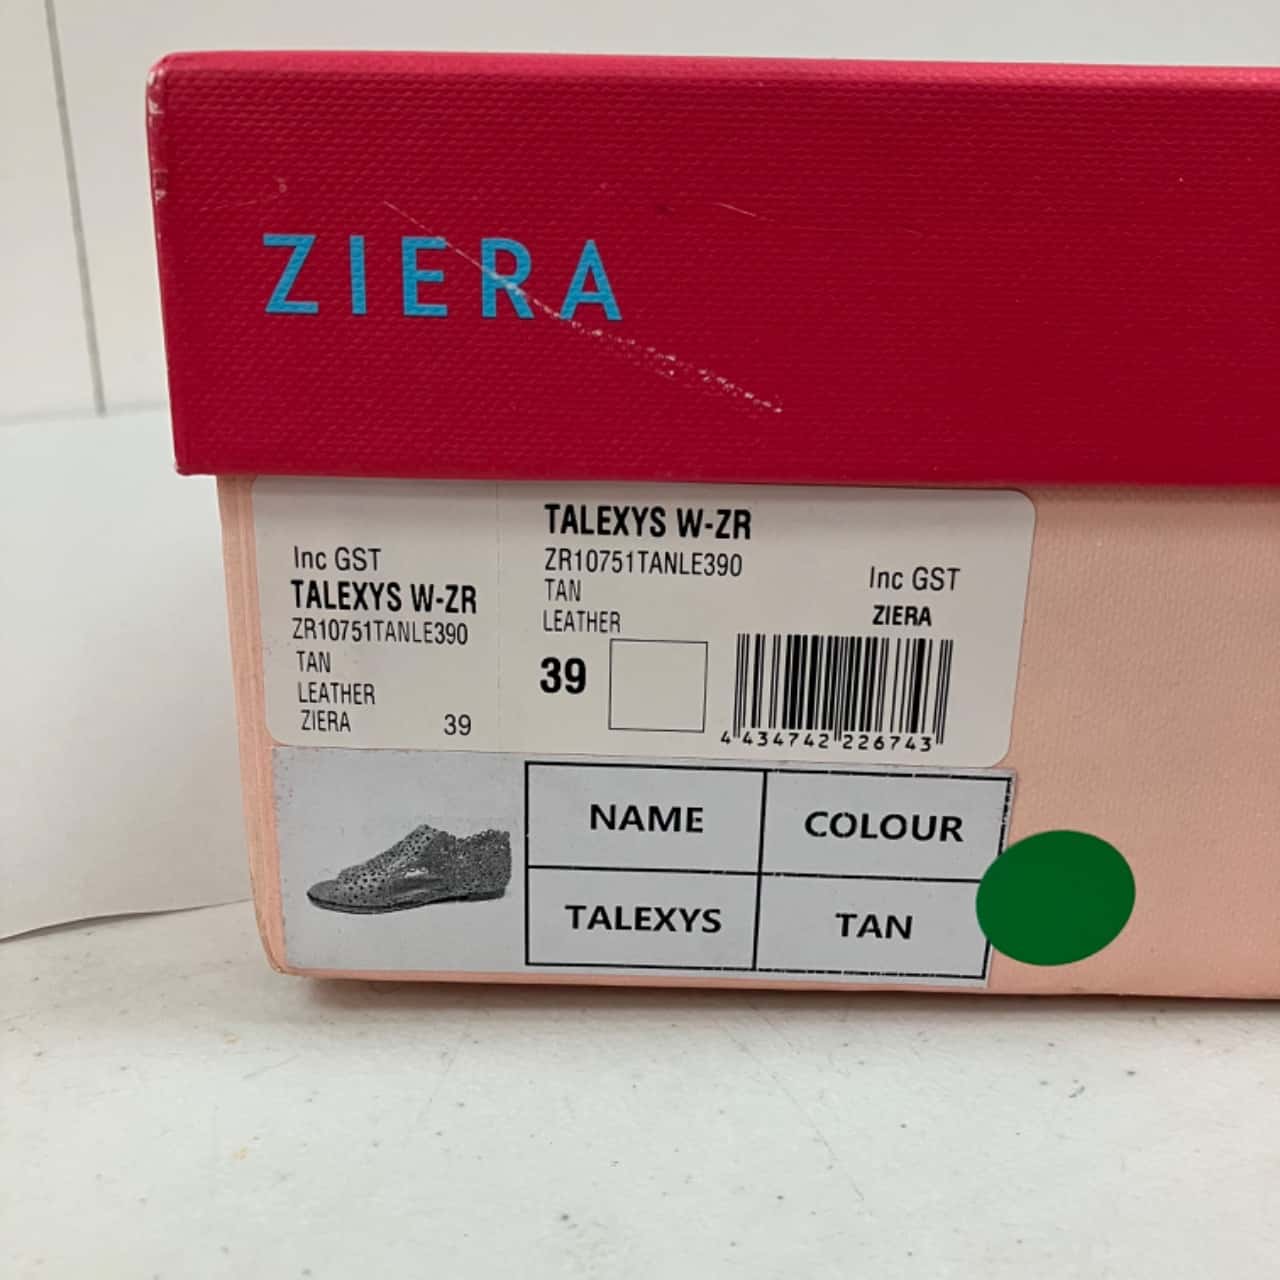 ZIERA
Inc GST
TALEXYS W-ZR
ZR10751TANLE390
TAN
LEATHER
ZIERA 39
TALEXYS W-ZR
ZR10751TANLE390
TAN
LEATHER
39
Inc GST
ZIERA
4 434742 226743
NAME COLOUR
TALEXYS TAN